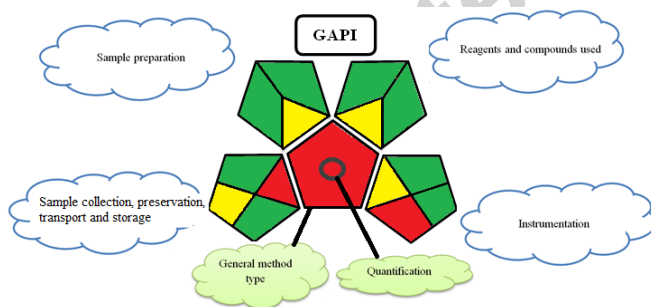 GAPI
Sample preparation
Reagents and compounds used
Sample collection, preservation,
transport and storage
Instrumentation
General method
type
Quantification